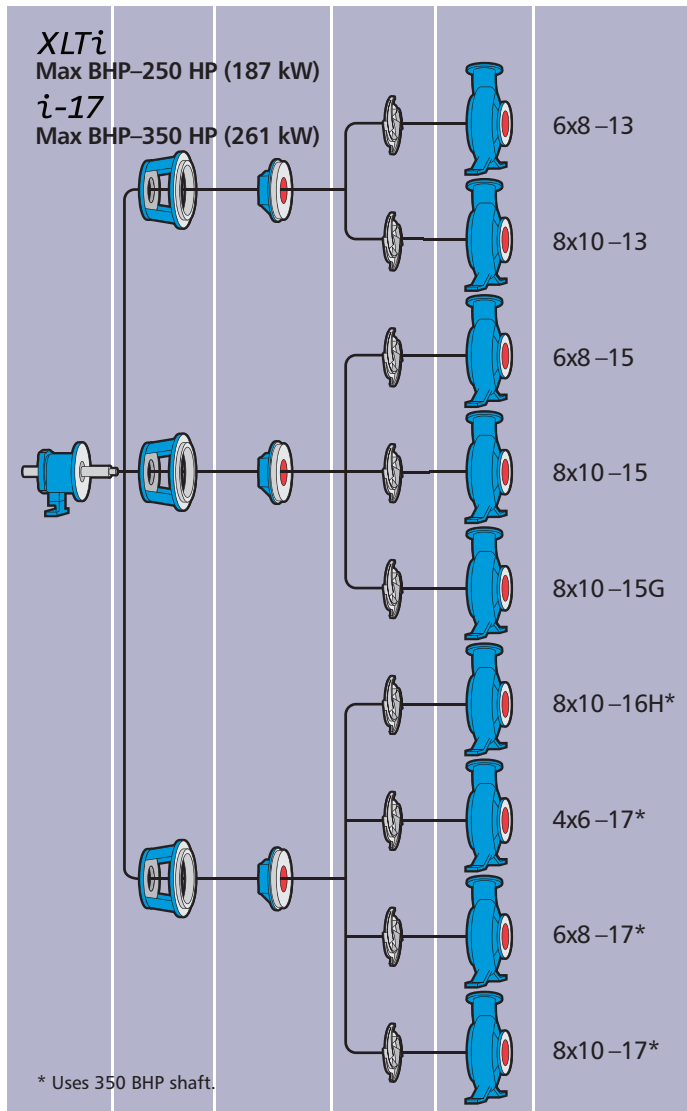 XLTi
Max BHP–250 HP (187 kW)
i-17
Max BHP–350 HP (261 kW)
6x8 –13
8x10 –13
6x8 –15
8x10 –15
8x10 –15G
8x10 –16H*
4x6 –17*
6x8 –17*
8x10 –17*
* Uses 350 BHP shaft.